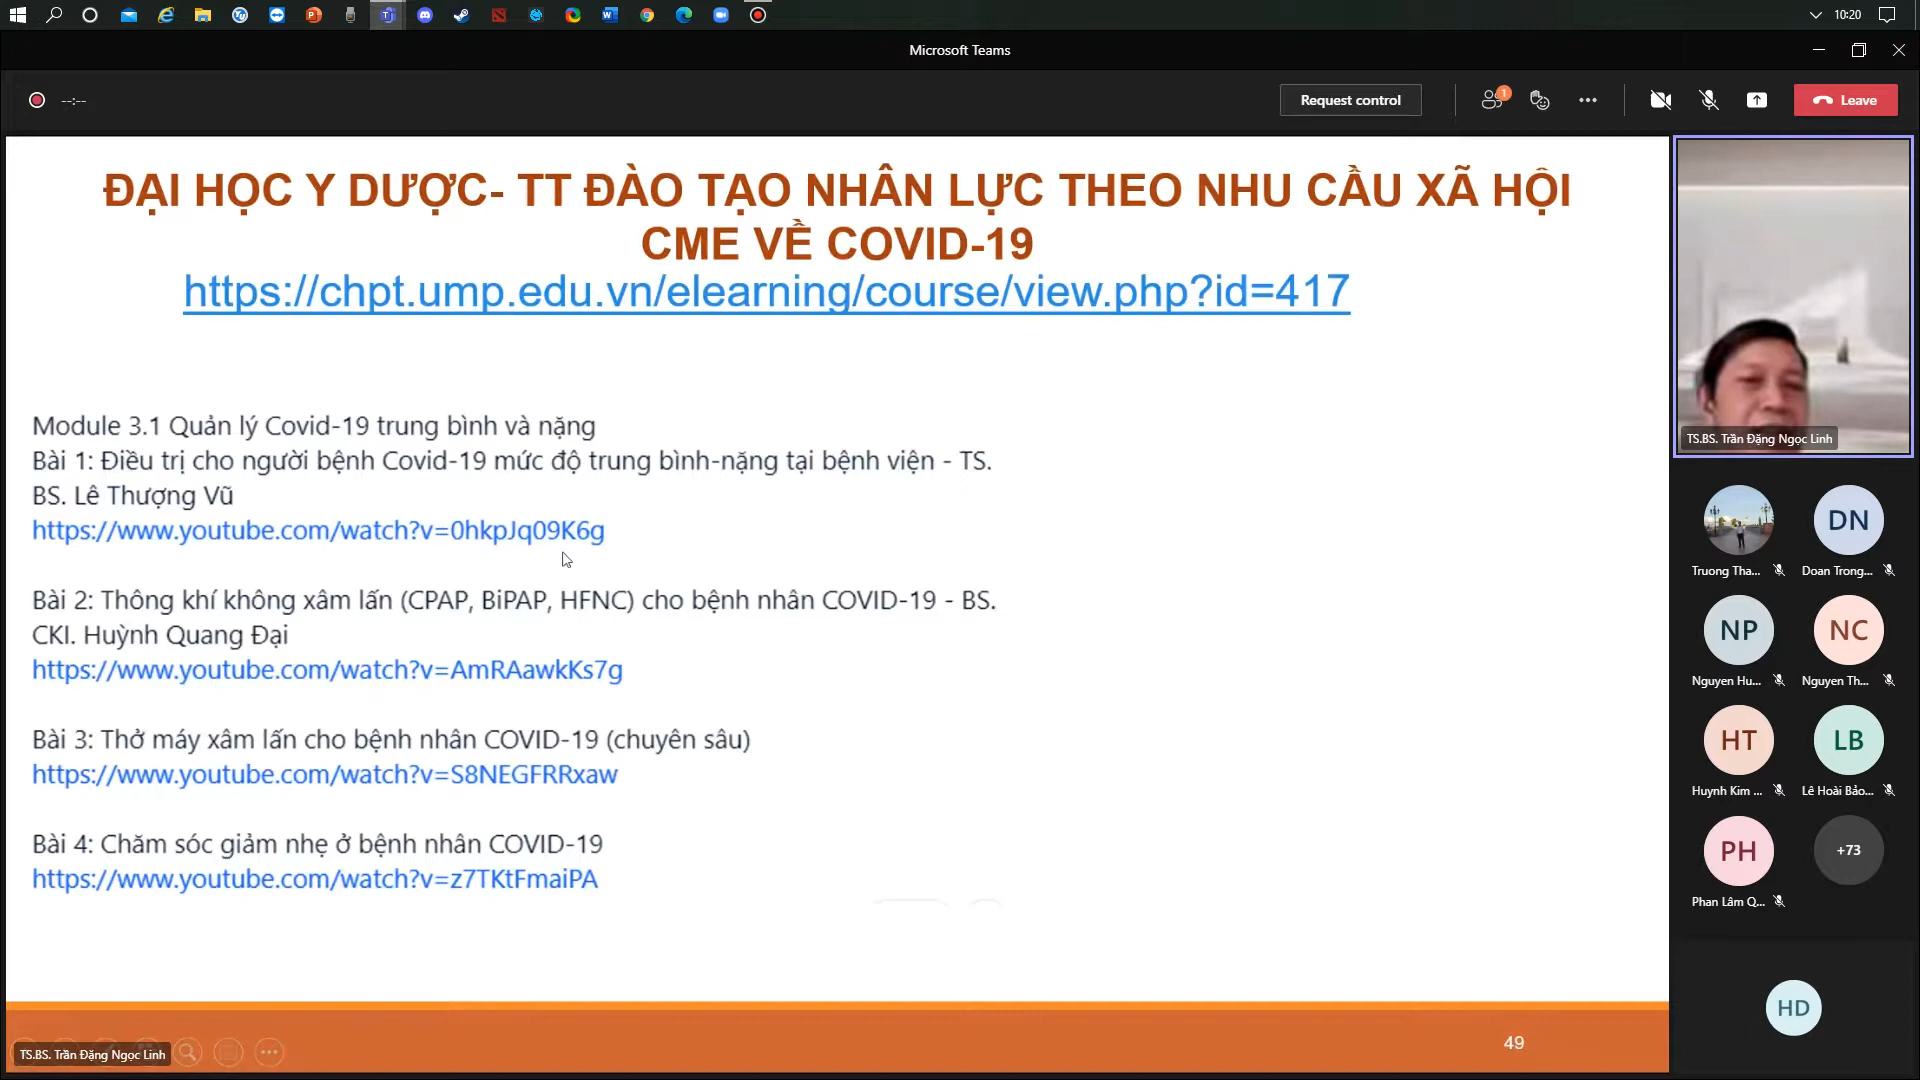 10:20
Microsoft Teams
--:--
Request control
1
Leave
ĐẠI HỌC Y DƯỢC- TT ĐÀO TẠO NHÂN LỰC THEO NHU CẦU XÃ HỘI
CME VỀ COVID-19
https://chpt.ump.edu.vn/elearning/course/view.php?id=417
Module 3.1 Quản lý Covid-19 trung bình và nặng
Bài 1: Điều trị cho người bệnh Covid-19 mức độ trung bình-nặng tại bệnh viện - TS.
BS. Lê Thượng Vũ
https://www.youtube.com/watch?v=0hkpJq09K6g
Bài 2: Thông khí không xâm lấn (CPAP, BiPAP, HFNC) cho bệnh nhân COVID-19 - BS.
CKI. Huỳnh Quang Đại
https://www.youtube.com/watch?v=AmRAawkKs7g
Bài 3: Thở máy xâm lấn cho bệnh nhân COVID-19 (chuyên sâu)
https://www.youtube.com/watch?v=S8NEGFRRxaw
Bài 4: Chăm sóc giảm nhẹ ở bệnh nhân COVID-19
https://www.youtube.com/watch?v=z7TKtFmaiPA
49
TS.BS. Trần Đặng Ngọc Linh
TS.BS. Trần Đặng Ngọc Linh
DN
Truong Tha...
Doan Trong...
NP
NC
Nguyen Hu...
Nguyen Th...
HT
LB
Huynh Kim ...
Lê Hoài Bảo...
PH
+73
Phan Lâm Q...
HD